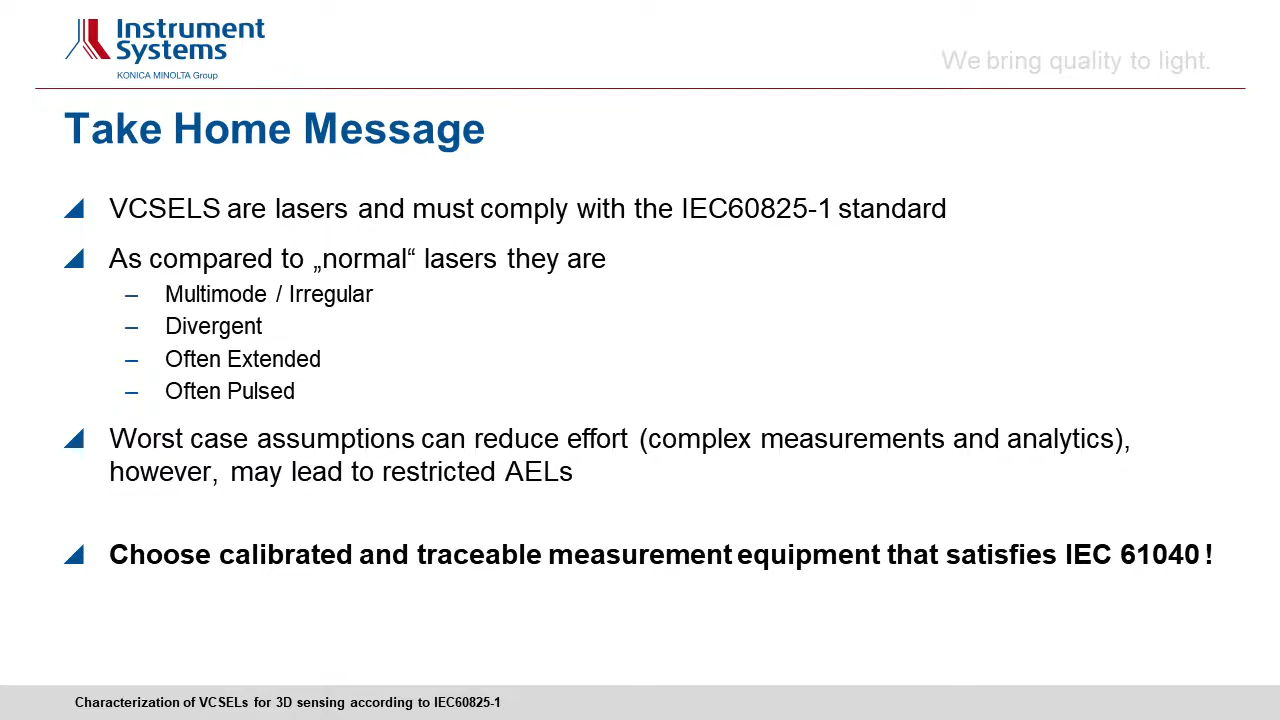 Instrument
Systems
KONICA MINOLTA Group
We bring quality to light.
Take Home Message
VCSELS are lasers and must comply with the IEC60825-1 standard
As compared to „normal“ lasers they are
– Multimode / Irregular
– Divergent
– Often Extended
– Often Pulsed
Worst case assumptions can reduce effort (complex measurements and analytics),
however, may lead to restricted AELs
Choose calibrated and traceable measurement equipment that satisfies IEC 61040 !
Characterization of VCSELs for 3D sensing according to IEC60825-1